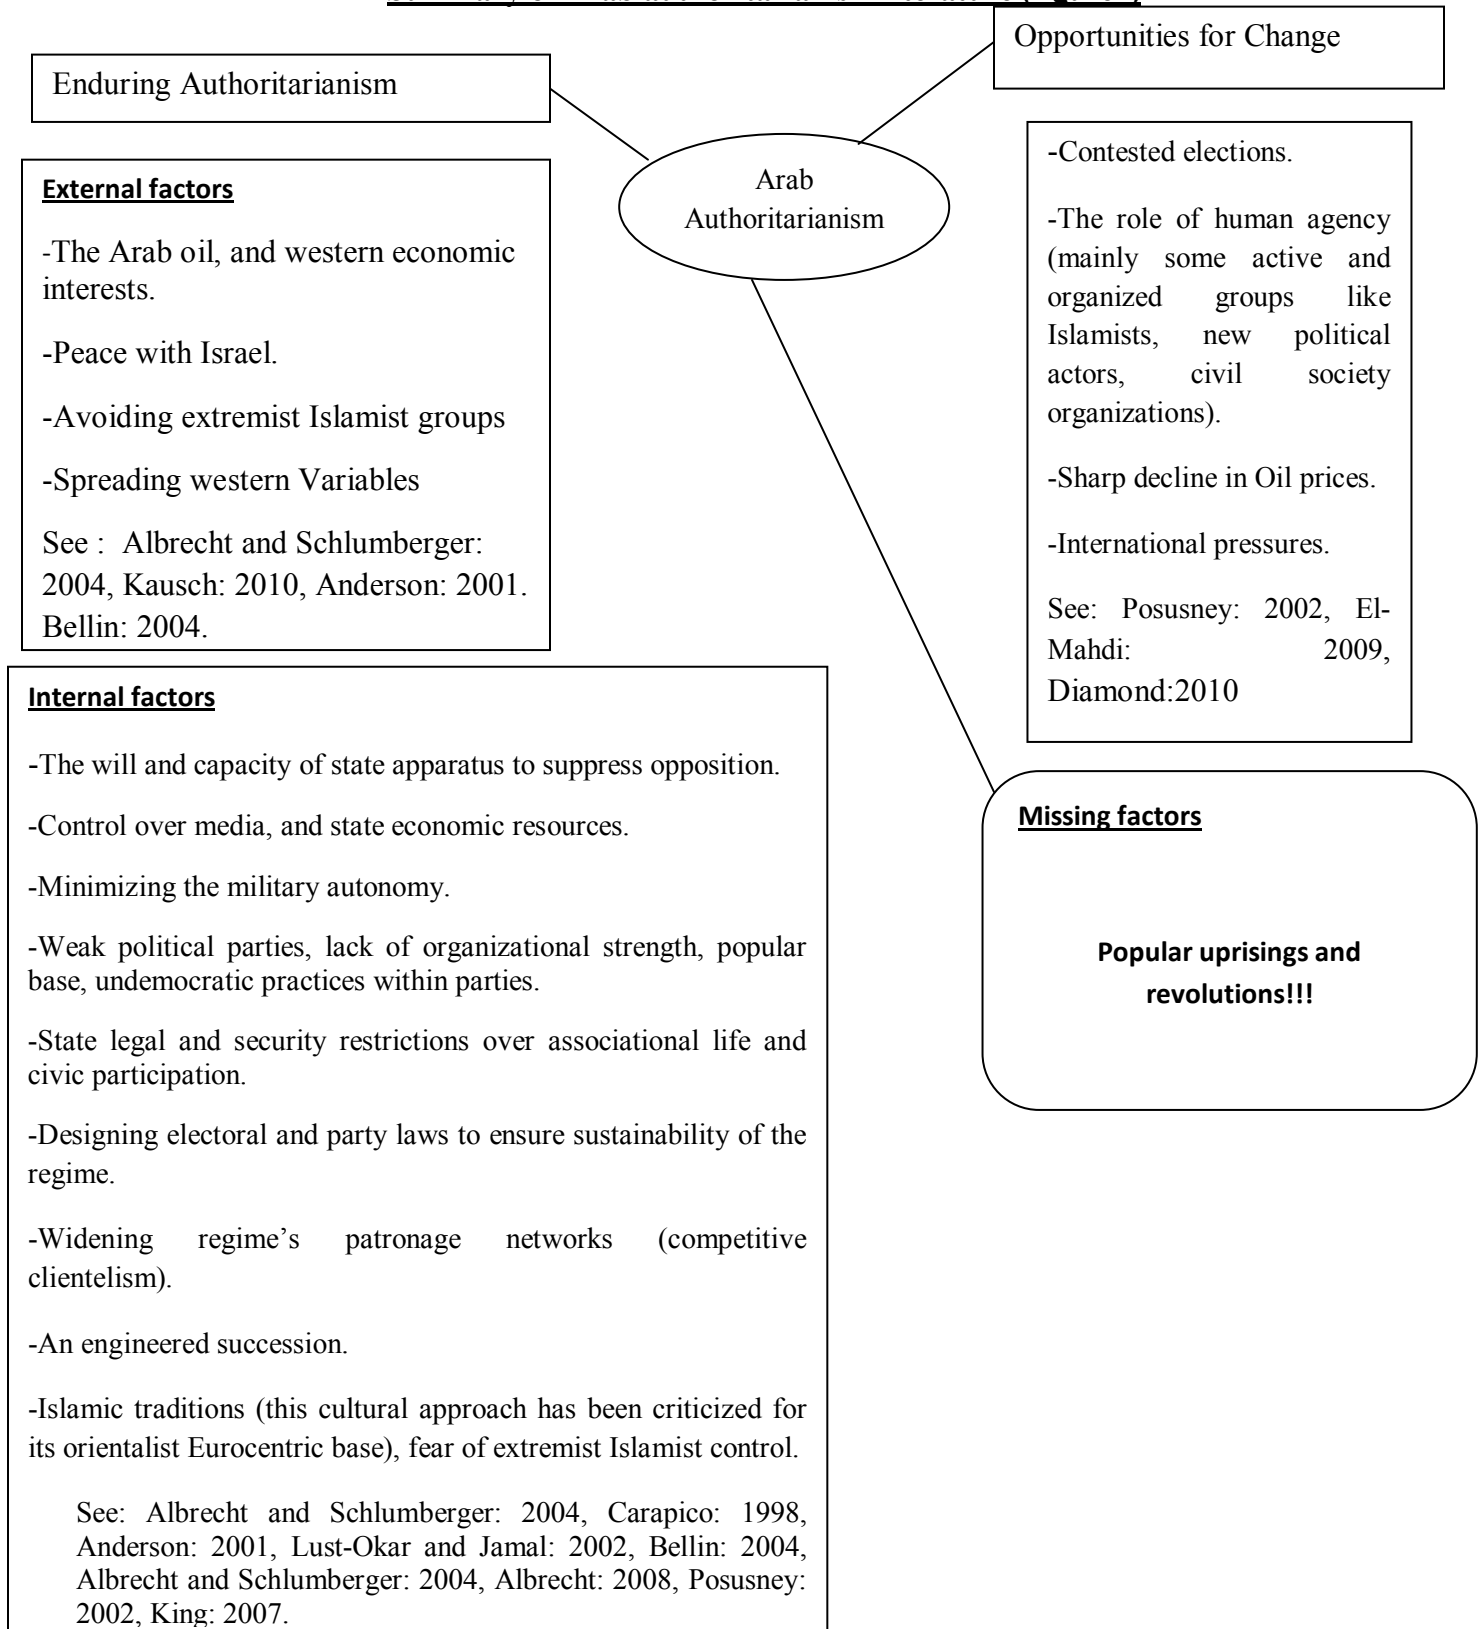 Opportunities for Change
Enduring Authoritarianism
Arab
Authoritarianism
External factors
-The Arab oil, and western economic
interests.
-Peace with Israel.
-Avoiding extremist Islamist groups
-Spreading western Variables
See : Albrecht and Schlumberger:
2004, Kausch: 2010, Anderson: 2001.
Bellin: 2004.
-Contested elections.
-The role of human agency
(mainly some active and
organized groups like
Islamists, new political
actors, civil society
organizations).
-Sharp decline in Oil prices.
-International pressures.
See: Posusney: 2002, El-
Mahdi: 2009,
Diamond:2010
Internal factors
-The will and capacity of state apparatus to suppress opposition.
-Control over media, and state economic resources.
-Minimizing the military autonomy.
-Weak political parties, lack of organizational strength, popular
base, undemocratic practices within parties.
-State legal and security restrictions over associational life and
civic participation.
-Designing electoral and party laws to ensure sustainability of the
regime.
-Widening regime’s patronage networks (competitive
clientelism).
-An engineered succession.
-Islamic traditions (this cultural approach has been criticized for
its orientalist Eurocentric base), fear of extremist Islamist control.
See: Albrecht and Schlumberger: 2004, Carapico: 1998,
Anderson: 2001, Lust-Okar and Jamal: 2002, Bellin: 2004,
Albrecht and Schlumberger: 2004, Albrecht: 2008, Posusney:
2002, King: 2007.
Missing factors
Popular uprisings and
revolutions!!!